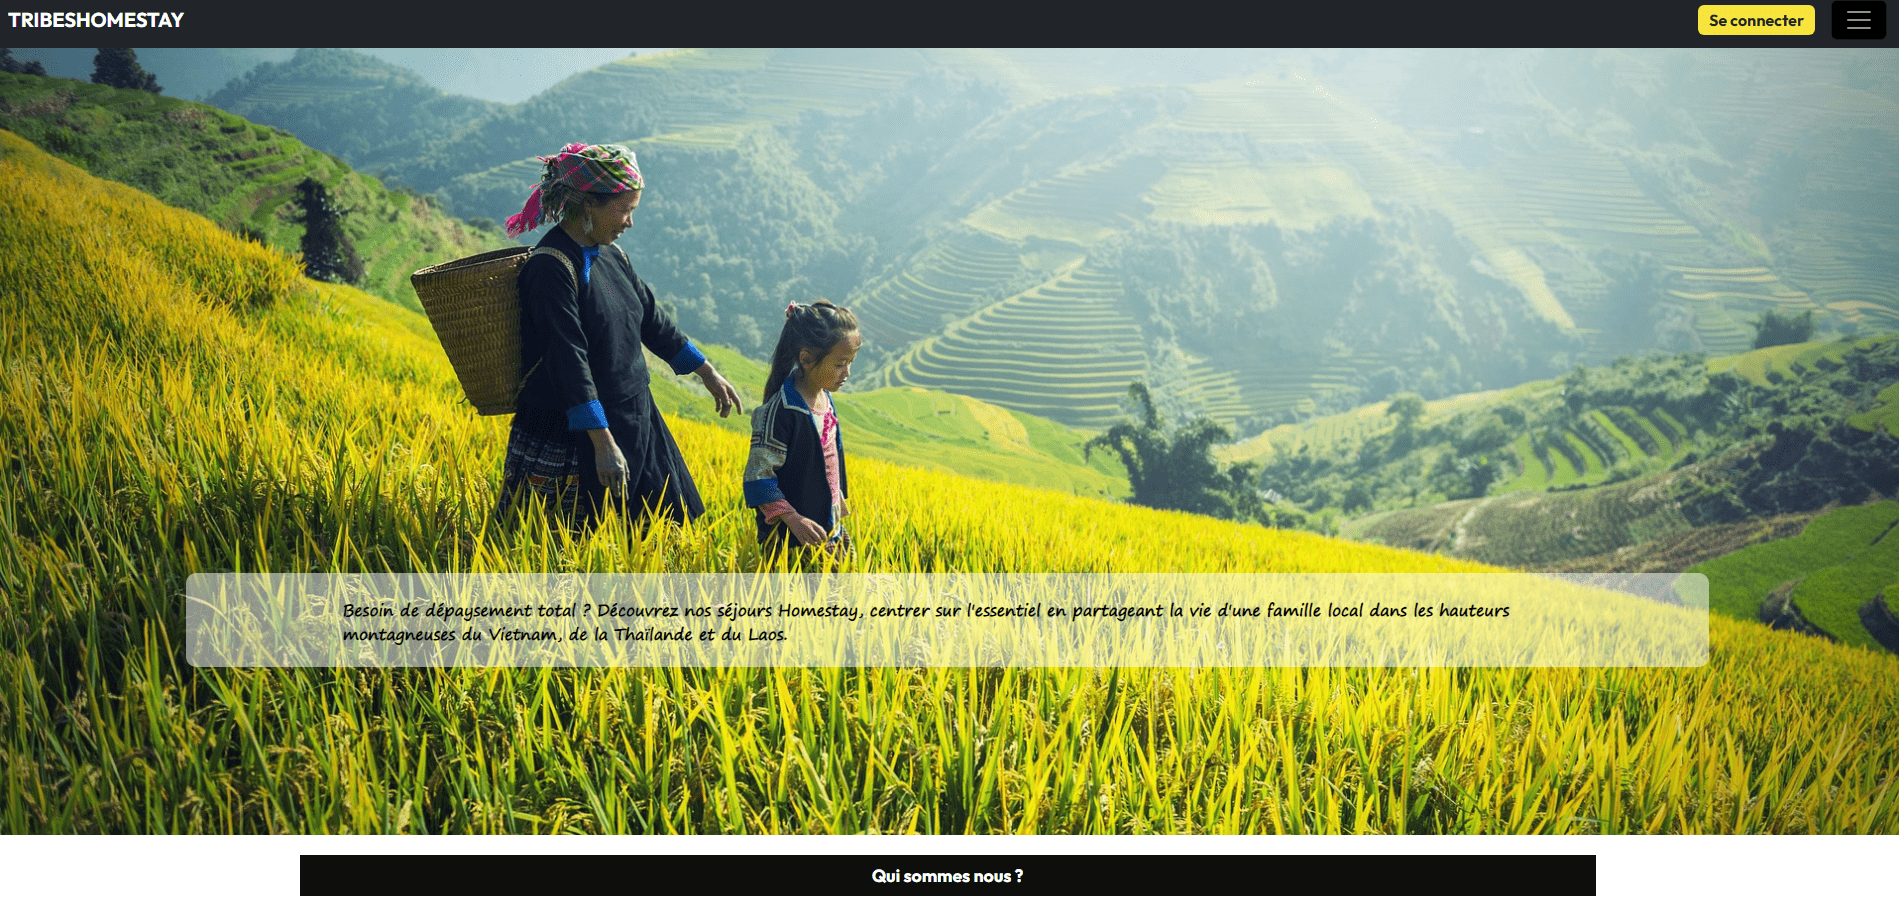 TRIBESHOMESTAY
Se connecter
Besoin de dépaysement total ? Découvrez nos séjours Homestay, centrer sur l'essentiel en partageant la vie d'une famille local dans les hauteurs
montagneuses du Vietnam, de la Thaïlande et du Laos.
Qui sommes nous ?